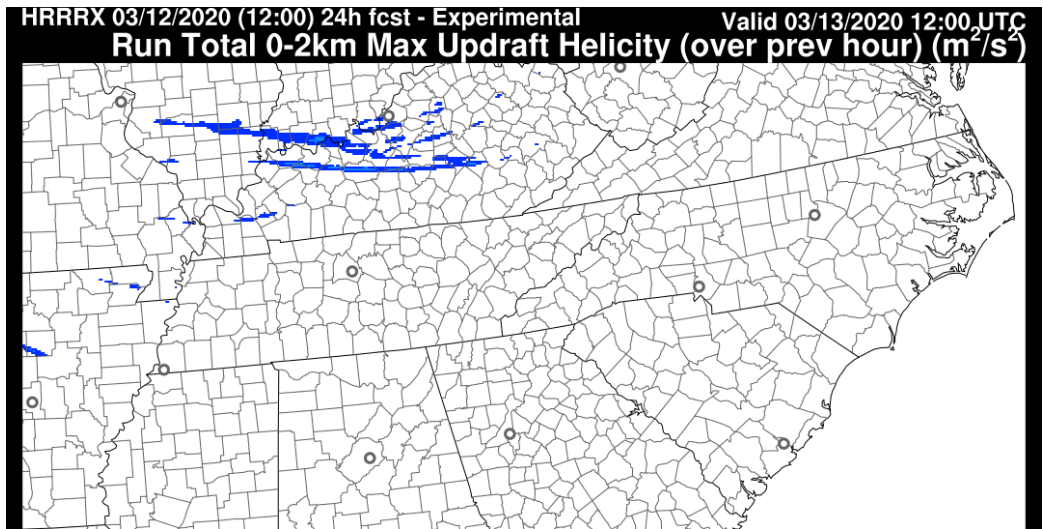 HRRRX 03/12/2020 (12:00) 24h fcst - Experimental
Valid 03/13/2020 12:00 UTC
Run Total 0-2km Max Updraft Helicity (over prev hour) (m²/s²)